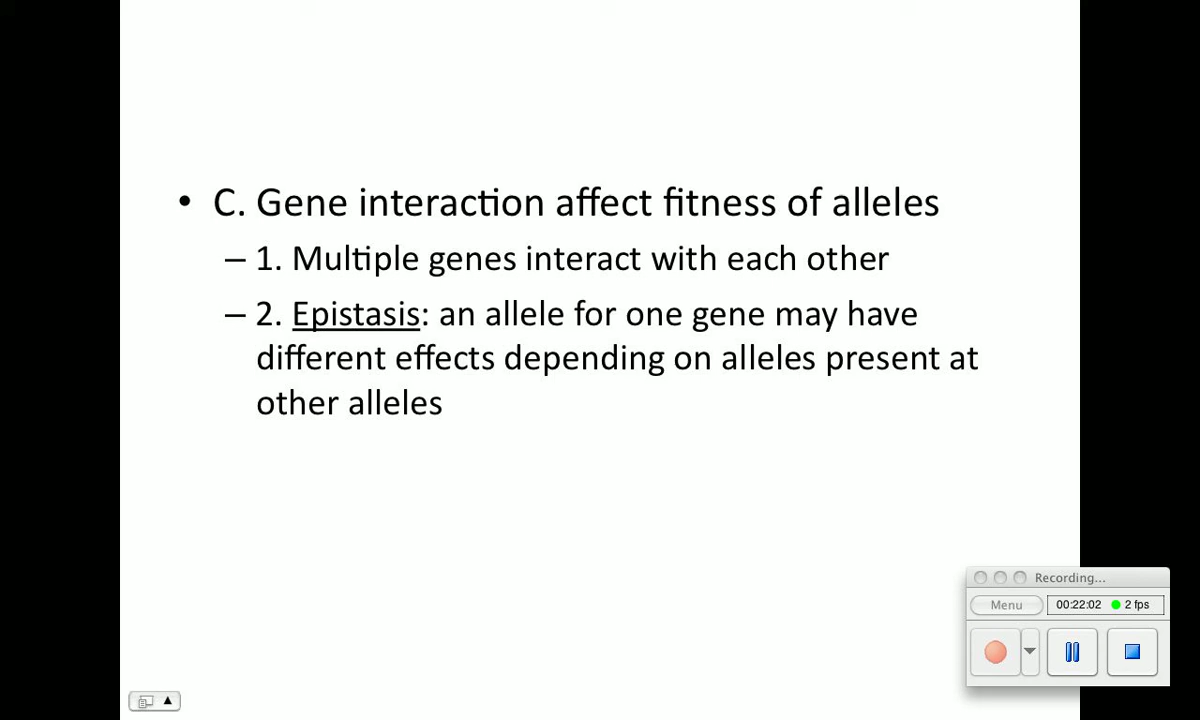 • C. Gene interaction affect fitness of alleles
– 1. Multiple genes interact with each other
– 2. Epistasis: an allele for one gene may have
different effects depending on alleles present at
other alleles
Recording...
Menu
00:22:02 2 fps